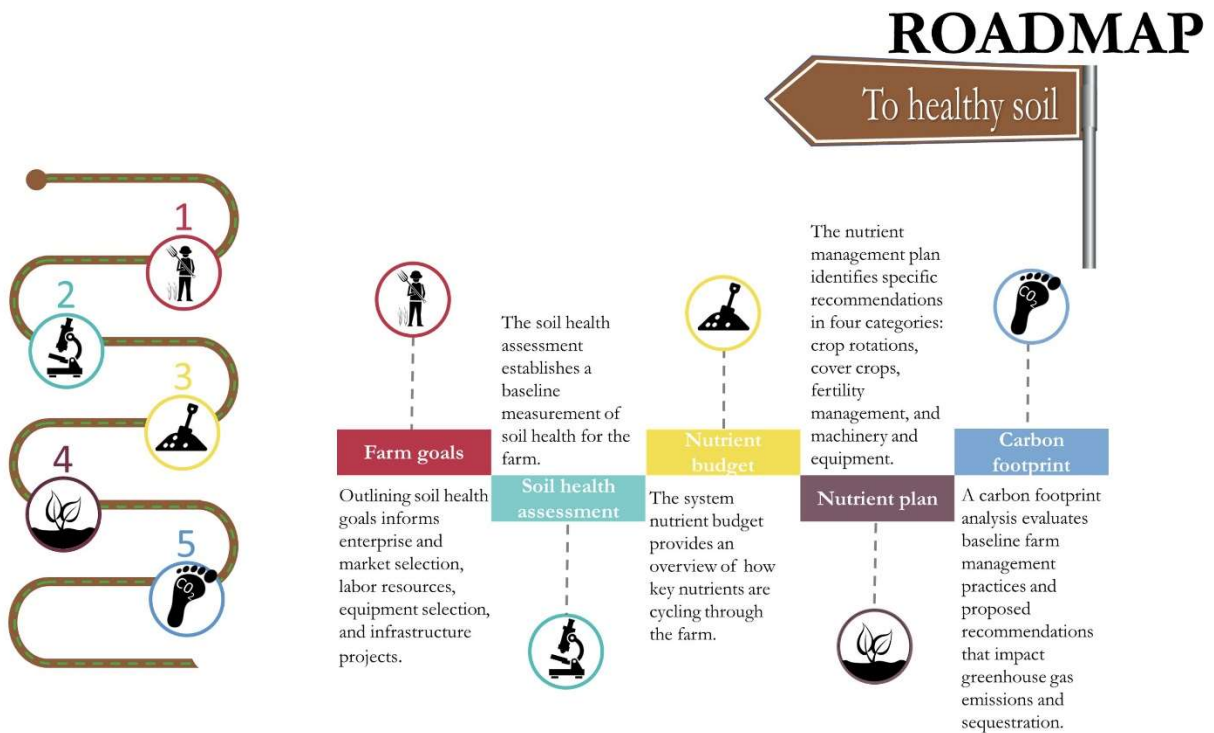 ROADMAP
To healthy soil
1
2
3
4
5
CO2
Farm goals
Outlining soil health
goals informs
enterprise and
market selection,
labor resources,
equipment selection,
and infrastructure
projects.
The soil health
assessment
establishes a
baseline
measurement of
soil health for the
farm.
Soil health
assessment
Nutrient
budget
The system
nutrient budget
provides an
overview of how
key nutrients are
cycling through
the farm.
The nutrient
management plan
identifies specific
recommendations
in four categories:
crop rotations,
cover crops,
fertility
management, and
machinery and
equipment.
Nutrient plan
CO2
Carbon
footprint
A carbon footprint
analysis evaluates
baseline farm
management
practices and
proposed
recommendations
that impact
greenhouse gas
emissions and
sequestration.